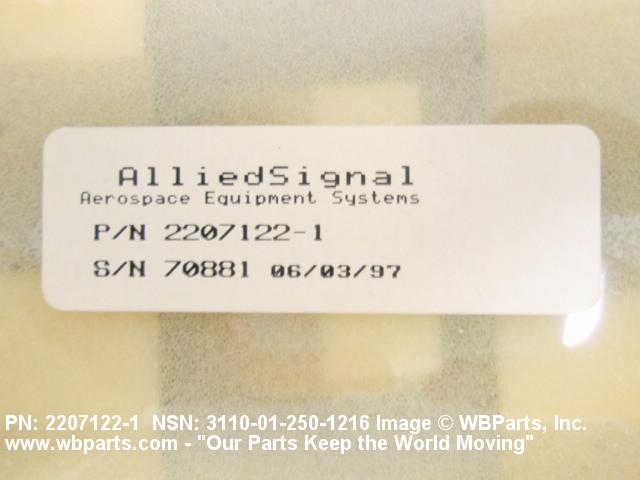 AlliedSignal
Aerospace Equipment Systems
P/N 2207122-1
S/N 70881 06/03/97
PN: 2207122-1 NSN: 3110-01-250-1216 Image © WBParts, Inc.
www.wbparts.com - "Our Parts Keep the World Moving"